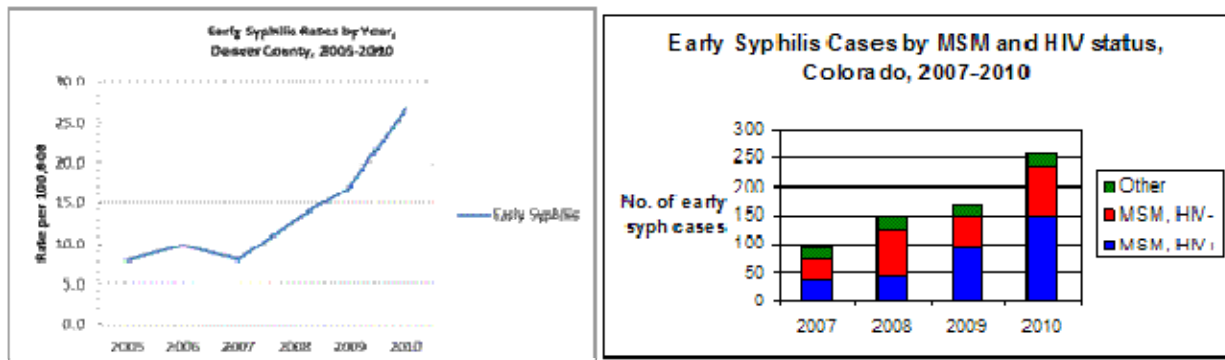 Early Syphilis Rates by Year,
Denver County, 2005-2010
30.0
25.0
20.0
15.0
10.0
5.0
0.0
Rate per 100,000
2005 2006 2007 2008 2009 2010
Early Syphilis
Early Syphilis Cases by MSM and HIV status,
Colorado, 2007-2010
No. of early
syph cases
300
250
200
150
100
50
0
2007 2008 2009 2010
Other
MSM, HIV-
MSM, HIV+